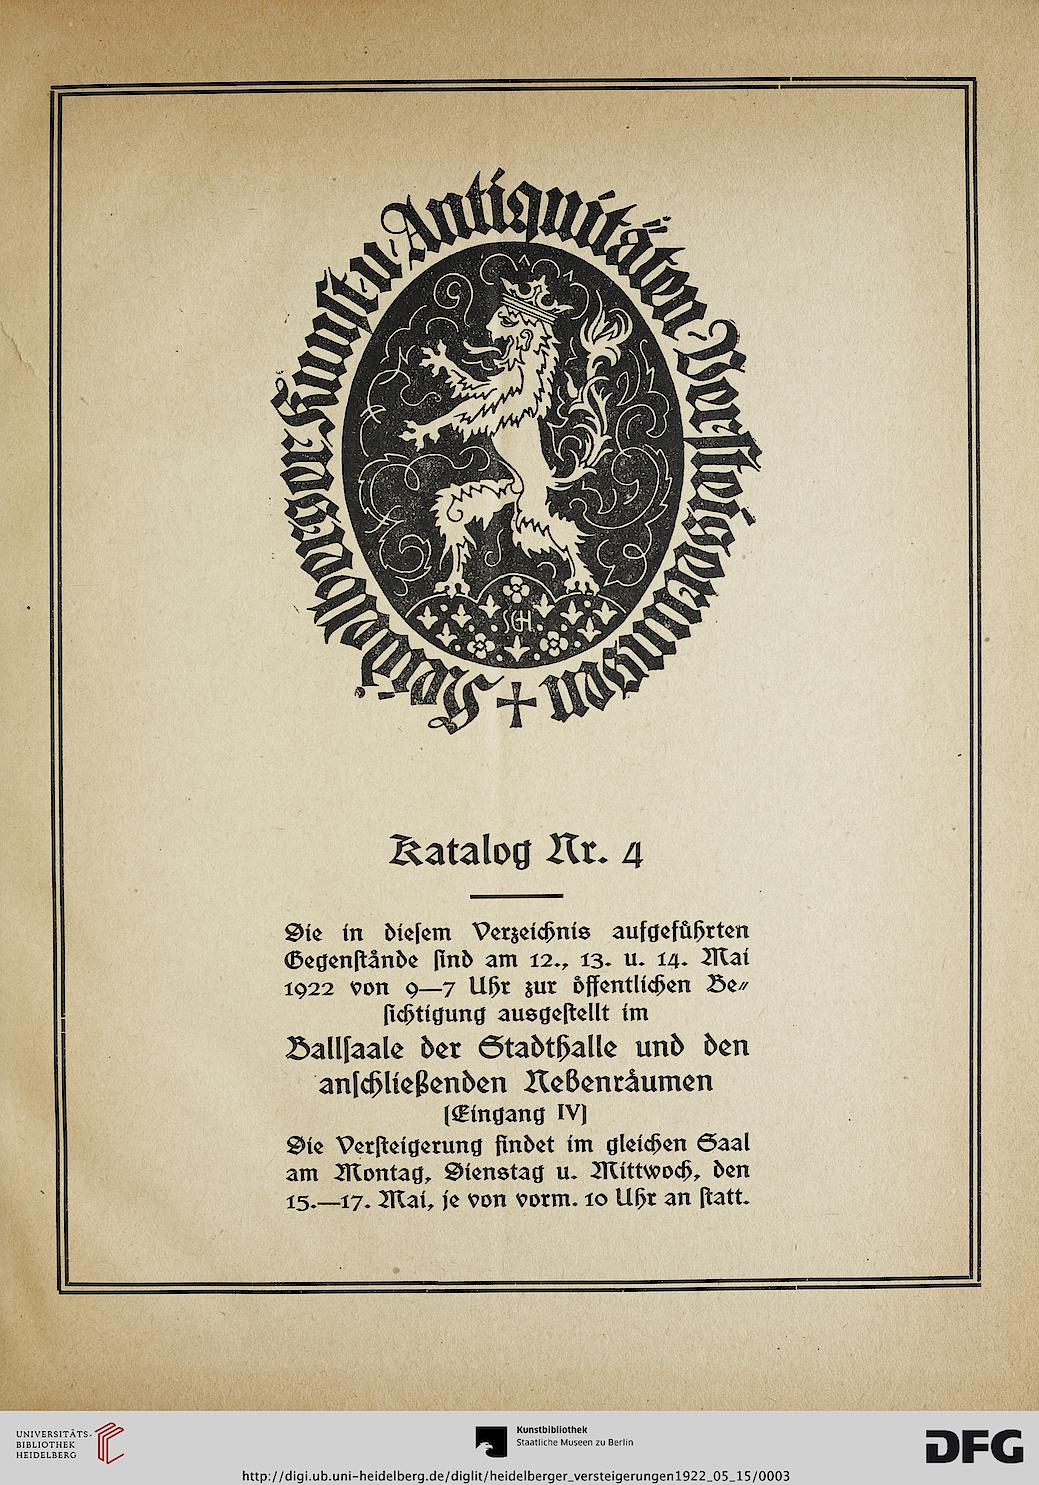 Heidelberger Kunst u. Antiquitäten-Versteigerungen
SGH
Katalog Nr. 4
Die in dieſem Verzeichnis aufgeführten
Gegenſtände ſind am 12., 13. u. 14. Mai
1922 von 9—7 Uhr zur öffentlichen Be⸗
ſichtigung ausgeſtellt im
Ballſaale der Stadthalle und den
anſchließenden Nebenräumen
(Eingang IV)
Die Verſteigerung findet im gleichen Saal
am Montag, Dienstag u. Mittwoch, den
15.—17. Mai, je von vorm. 10 Uhr an ſtatt.
UNIVERSITÄTS-
BIBLIOTHEK
HEIDELBERG
Kunstbibliothek
Staatliche Museen zu Berlin
DFG
http://digi.ub.uni-heidelberg.de/diglit/heidelberger_versteigerungen1922_05_15/0003